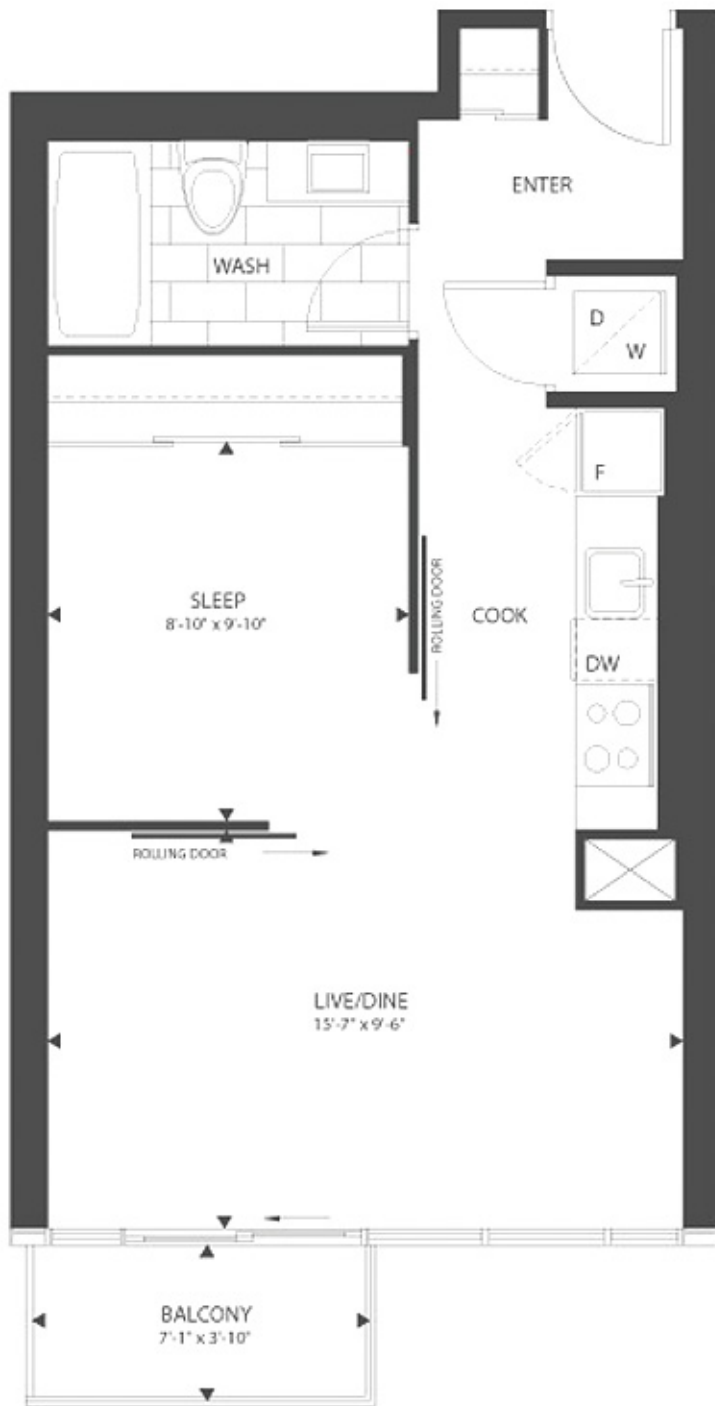 ENTER
WASH
D
W
F
SLEEP
8'-10" x 9'-10"
ROLLING DOOR
COOK
DW
ROLLING DOOR
LIVE/DINE
15'-7" x 9'-6"
BALCONY
7'-1" x 3'-10"